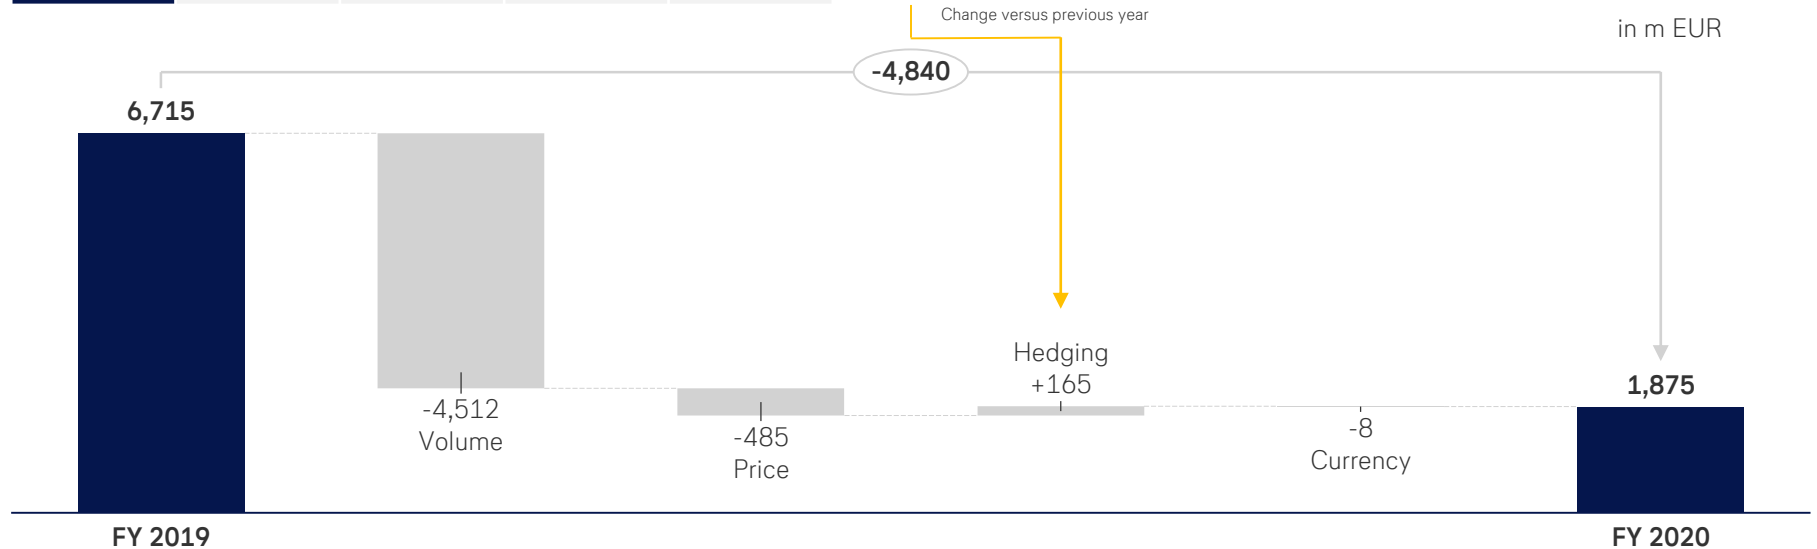 Change versus previous year
in m EUR
-4,840
6,715
Hedging
+165
1,875
-4,512
Volume
-485
Price
-8
Currency
FY 2019
FY 2020